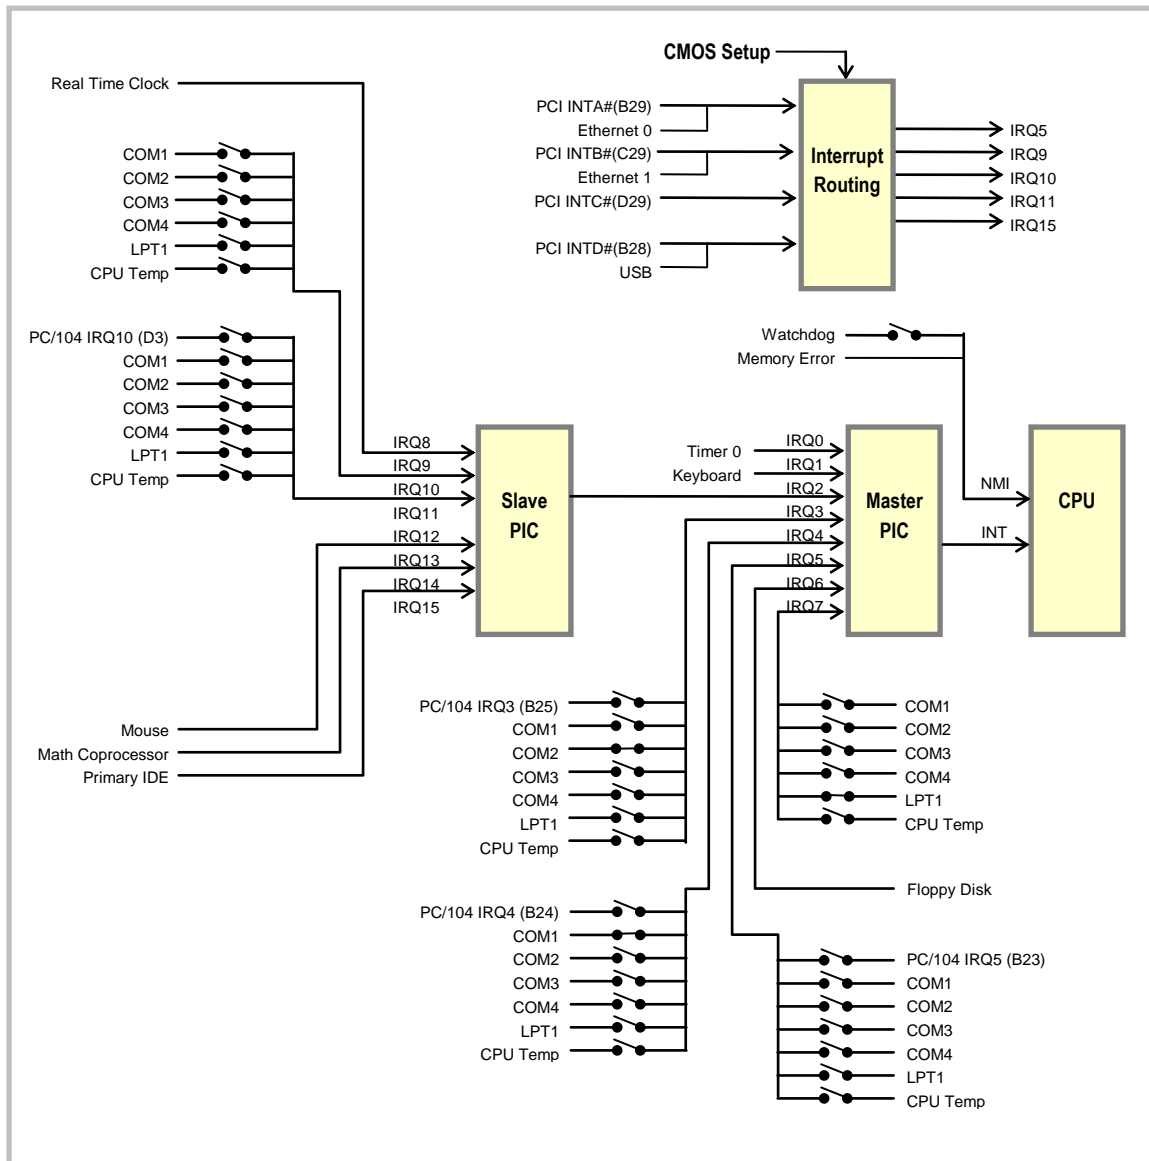 CMOS Setup
Real Time Clock
PCI INTA#(B29)
Ethernet 0
PCI INTB#(C29)
Ethernet 1
PCI INTC#(D29)
PCI INTD#(B28)
USB
Interrupt
Routing
IRQ5
IRQ9
IRQ10
IRQ11
IRQ15
COM1
COM2
COM3
COM4
LPT1
CPU Temp
PC/104 IRQ10 (D3)
COM1
COM2
COM3
COM4
LPT1
CPU Temp
Watchdog
Memory Error
IRQ8
IRQ9
IRQ10
IRQ11
IRQ12
IRQ13
IRQ14
IRQ15
Slave
PIC
Timer 0
Keyboard
IRQ0
IRQ1
IRQ2
IRQ3
IRQ4
IRQ5
IRQ6
IRQ7
Master
PIC
NMI
INT
CPU
Mouse
Math Coprocessor
Primary IDE
PC/104 IRQ3 (B25)
COM1
COM2
COM3
COM4
LPT1
CPU Temp
COM1
COM2
COM3
COM4
LPT1
CPU Temp
Floppy Disk
PC/104 IRQ4 (B24)
COM1
COM2
COM3
COM4
LPT1
CPU Temp
PC/104 IRQ5 (B23)
COM1
COM2
COM3
COM4
LPT1
CPU Temp